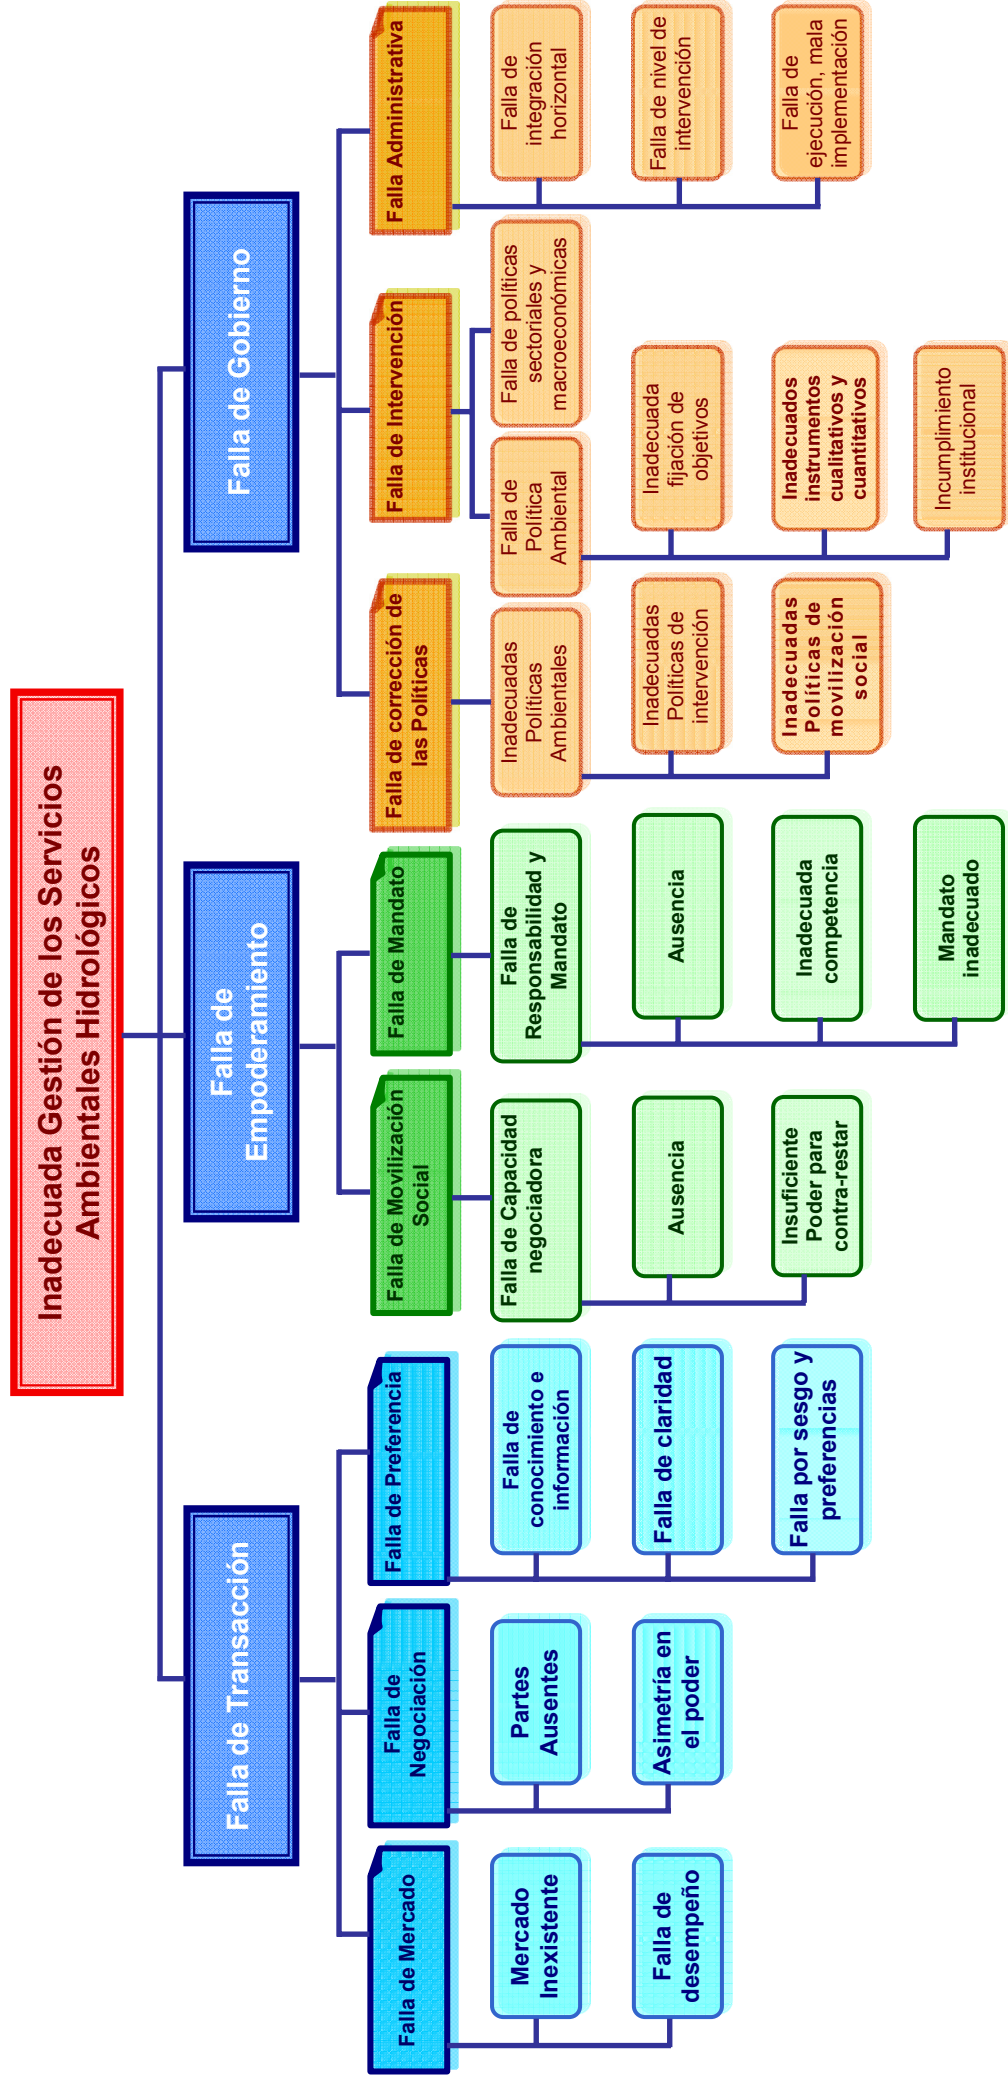 Inadecuada Gestión de los Servicios
Ambientales Hidrológicos
Falla de Transacción
Falla de
Empoderamiento
Falla de Gobierno
Falla de Mercado
Falla de
Negociación
Falla de Preferencia
Falla de Movilización
Social
Falla de Mandato
Falla de corrección de
las Políticas
Falla de Intervención
Falla Administrativa
Mercado
Inexistente
Falla de
desempeño
Partes
Ausentes
Asimetría en
el poder
Falla de
conocimiento e
información
Falla de claridad
Falla por sesgo y
preferencias
Falla de Capacidad
negociadora
Ausencia
Insuficiente
Poder para
contra-restar
Falla de
Responsabilidad y
Mandato
Ausencia
Inadecuada
competencia
Mandato
inadecuado
Inadecuadas
Políticas
Ambientales
Inadecuadas
Políticas de
intervención
Inadecuadas
Políticas de
movilización
social
Falla de
Política
Ambiental
Inadecuada
fijación de
objetivos
Inadecuados
instrumentos
cualitativos y
cuantitativos
Incumplimiento
institucional
Falla de políticas
sectoriales y
macroeconómicas
Falla de
integración
horizontal
Falla de nivel de
intervención
Falla de
ejecución, mala
implementación